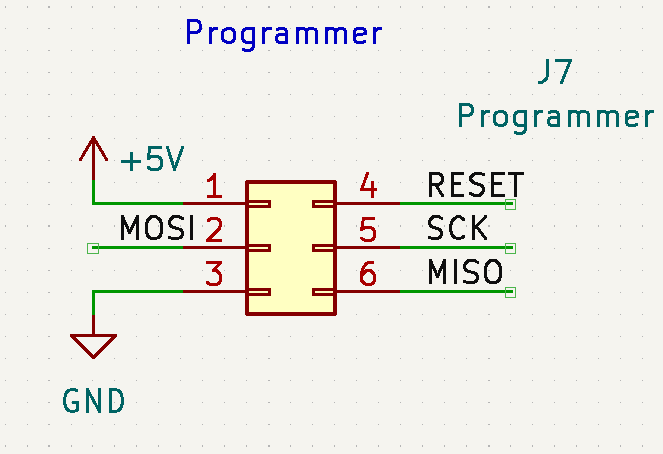 Programmer
J7
Programmer
+5V
1
4
RESET
MOSI
2
5
SCK
3
6
MISO
GND